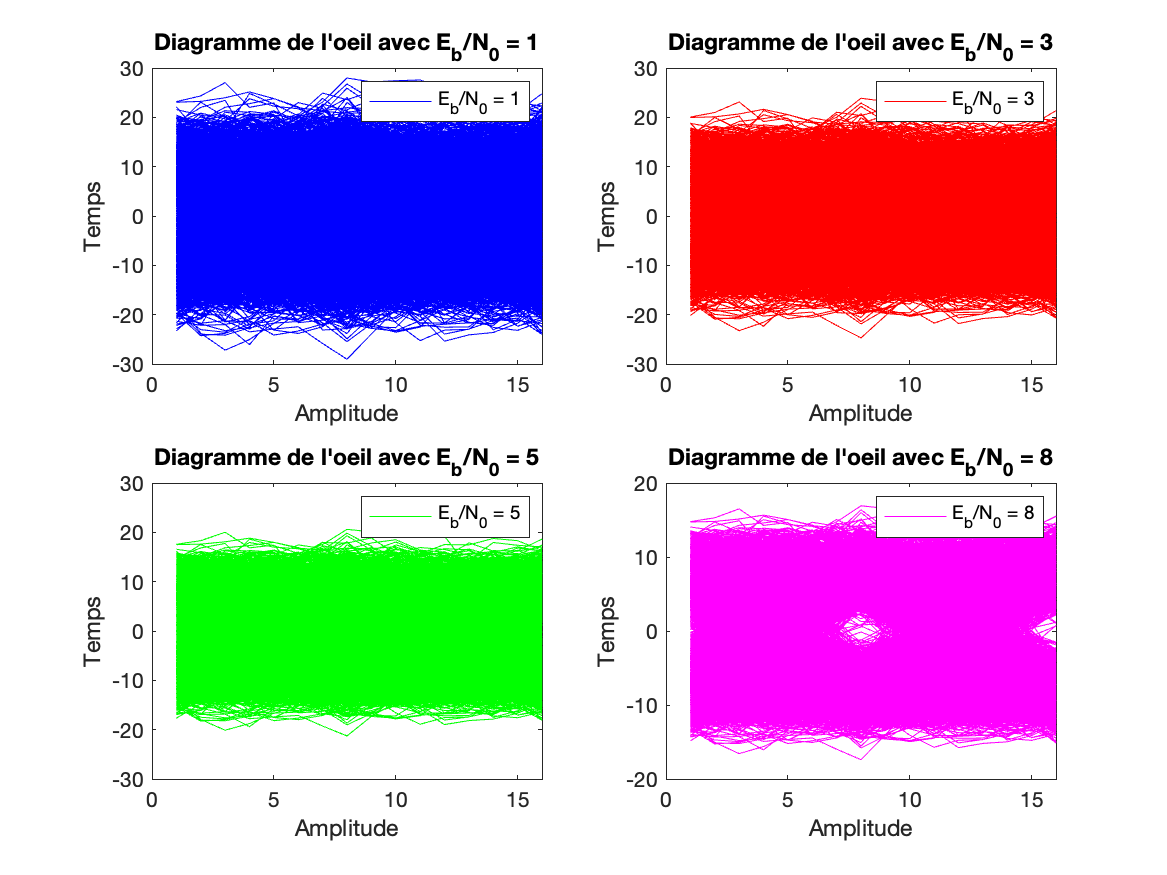 Diagramme de l'oeil avec E_b/N_0 = 1
30
20
10
0
-10
-20
-30
Temps
E_b/N_0 = 1
0 5 10 15
Amplitude
Diagramme de l'oeil avec E_b/N_0 = 3
30
20
10
0
-10
-20
-30
Temps
E_b/N_0 = 3
0 5 10 15
Amplitude
Diagramme de l'oeil avec E_b/N_0 = 5
30
20
10
0
-10
-20
-30
Temps
E_b/N_0 = 5
0 5 10 15
Amplitude
Diagramme de l'oeil avec E_b/N_0 = 8
20
10
0
-10
-20
Temps
E_b/N_0 = 8
0 5 10 15
Amplitude